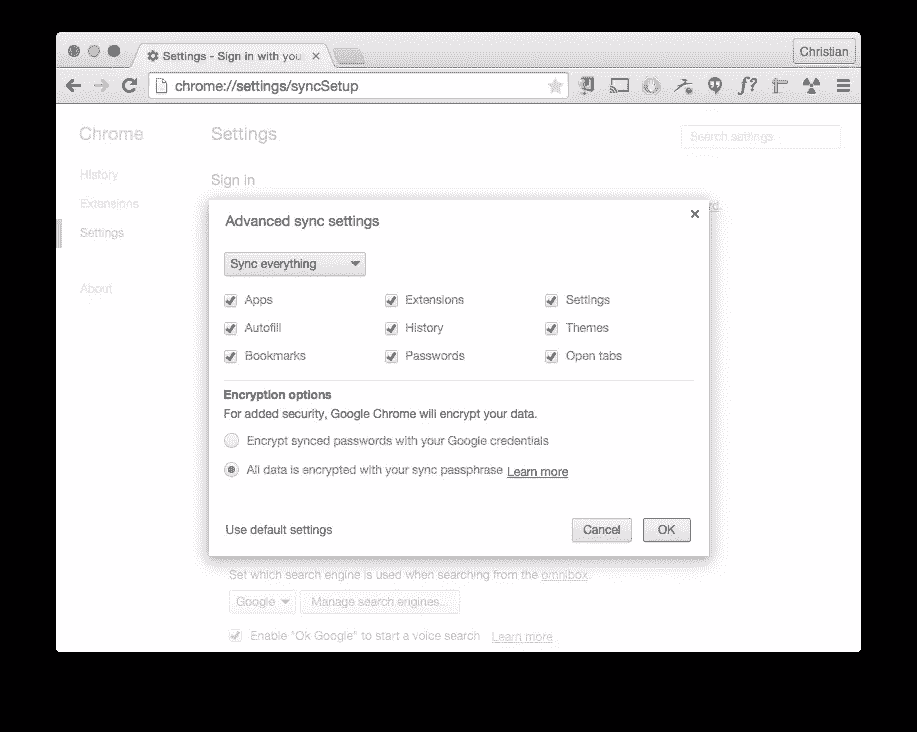 Settings - Sign in with you
Christian
chrome://settings/syncSetup
f?
Chrome
Settings
Search settings
History
Sign in
Extensions
Settings
About
Advanced sync settings
Sync everything
Apps Extensions Settings
Autofill History Themes
Bookmarks Passwords Open tabs
Encryption options
For added security, Google Chrome will encrypt your data.
Encrypt synced passwords with your Google credentials
All data is encrypted with your sync passphrase Learn more
Use default settings
Cancel OK
Set which search engine is used when searching from the omnibox.
Google Manage search engines...
Enable "Ok Google" to start a voice search Learn more